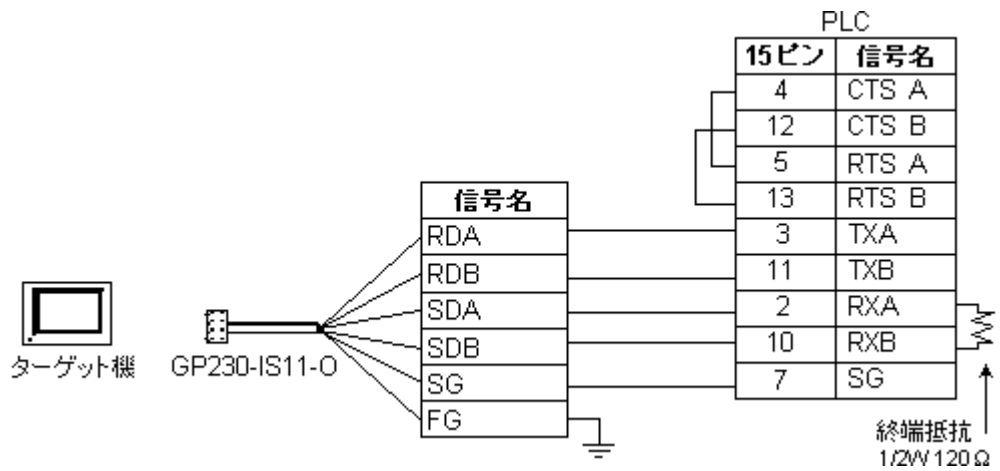 PLC
15ピン 信号名
4 CTS A
12 CTS B
5 RTS A
13 RTS B
3 TXA
11 TXB
2 RXA
10 RXB
7 SG
信号名
RDA
RDB
SDA
SDB
SG
FG
ターゲット機
GP230-IS11-O
終端抵抗
1/2W 120Ω